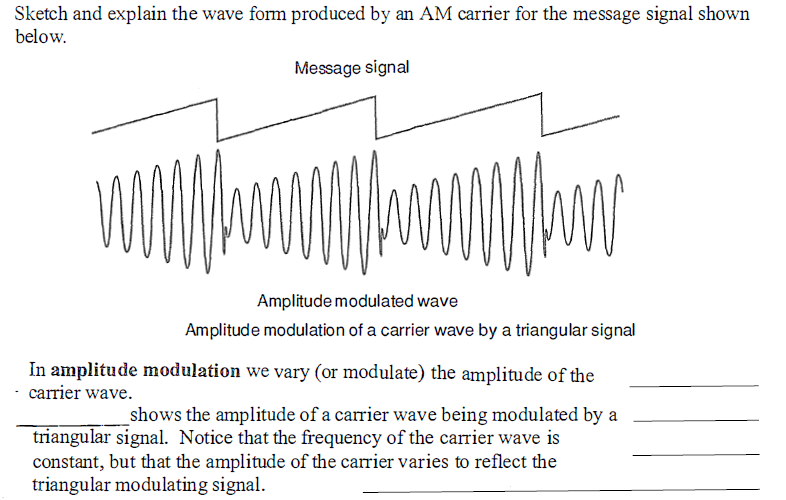 Sketch and explain the wave form produced by an AM carrier for the message signal shown
below.
Message signal
Amplitude modulated wave
Amplitude modulation of a carrier wave by a triangular signal
In amplitude modulation we vary (or modulate) the amplitude of the
carrier wave.
shows the amplitude of a carrier wave being modulated by a
triangular signal. Notice that the frequency of the carrier wave is
constant, but that the amplitude of the carrier varies to reflect the
triangular modulating signal.